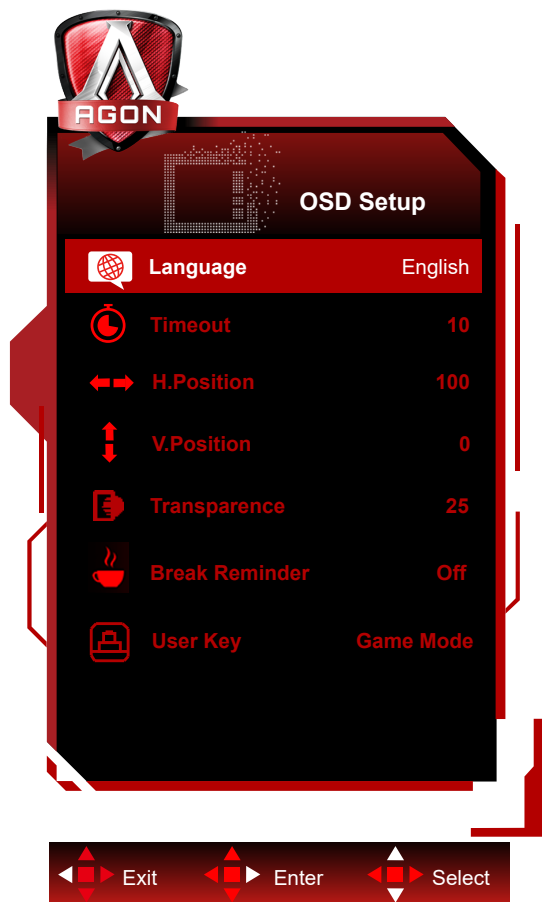 AGON
OSD Setup
Language English
Timeout 10
H.Position 100
V.Position 0
Transparence 25
Break Reminder Off
User Key Game Mode
Exit Enter Select